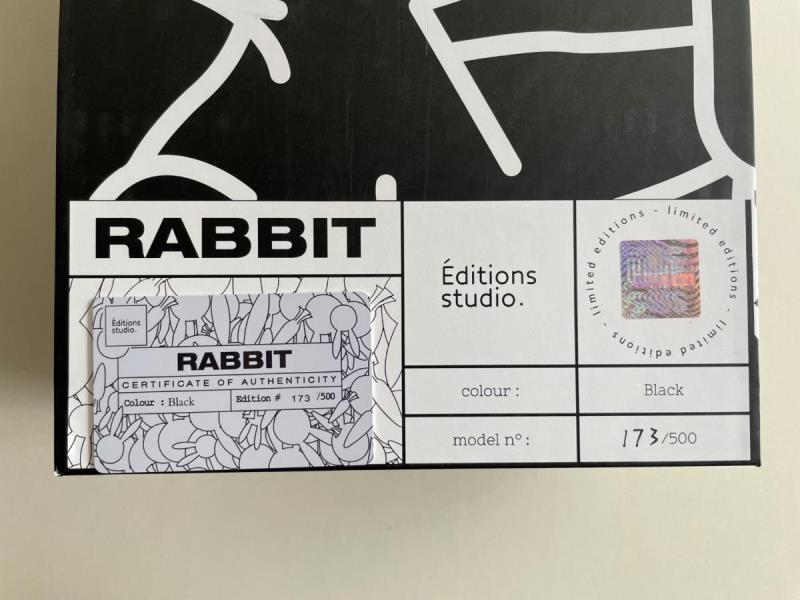 RABBIT
Éditions
studio.
limited editions - limited editions - limited editions -
Éditions
studio.
RABBIT
CERTIFICATE OF AUTHENTICITY
Colour : Black
Edition # 173 /500
colour :
Black
model nº :
173/500